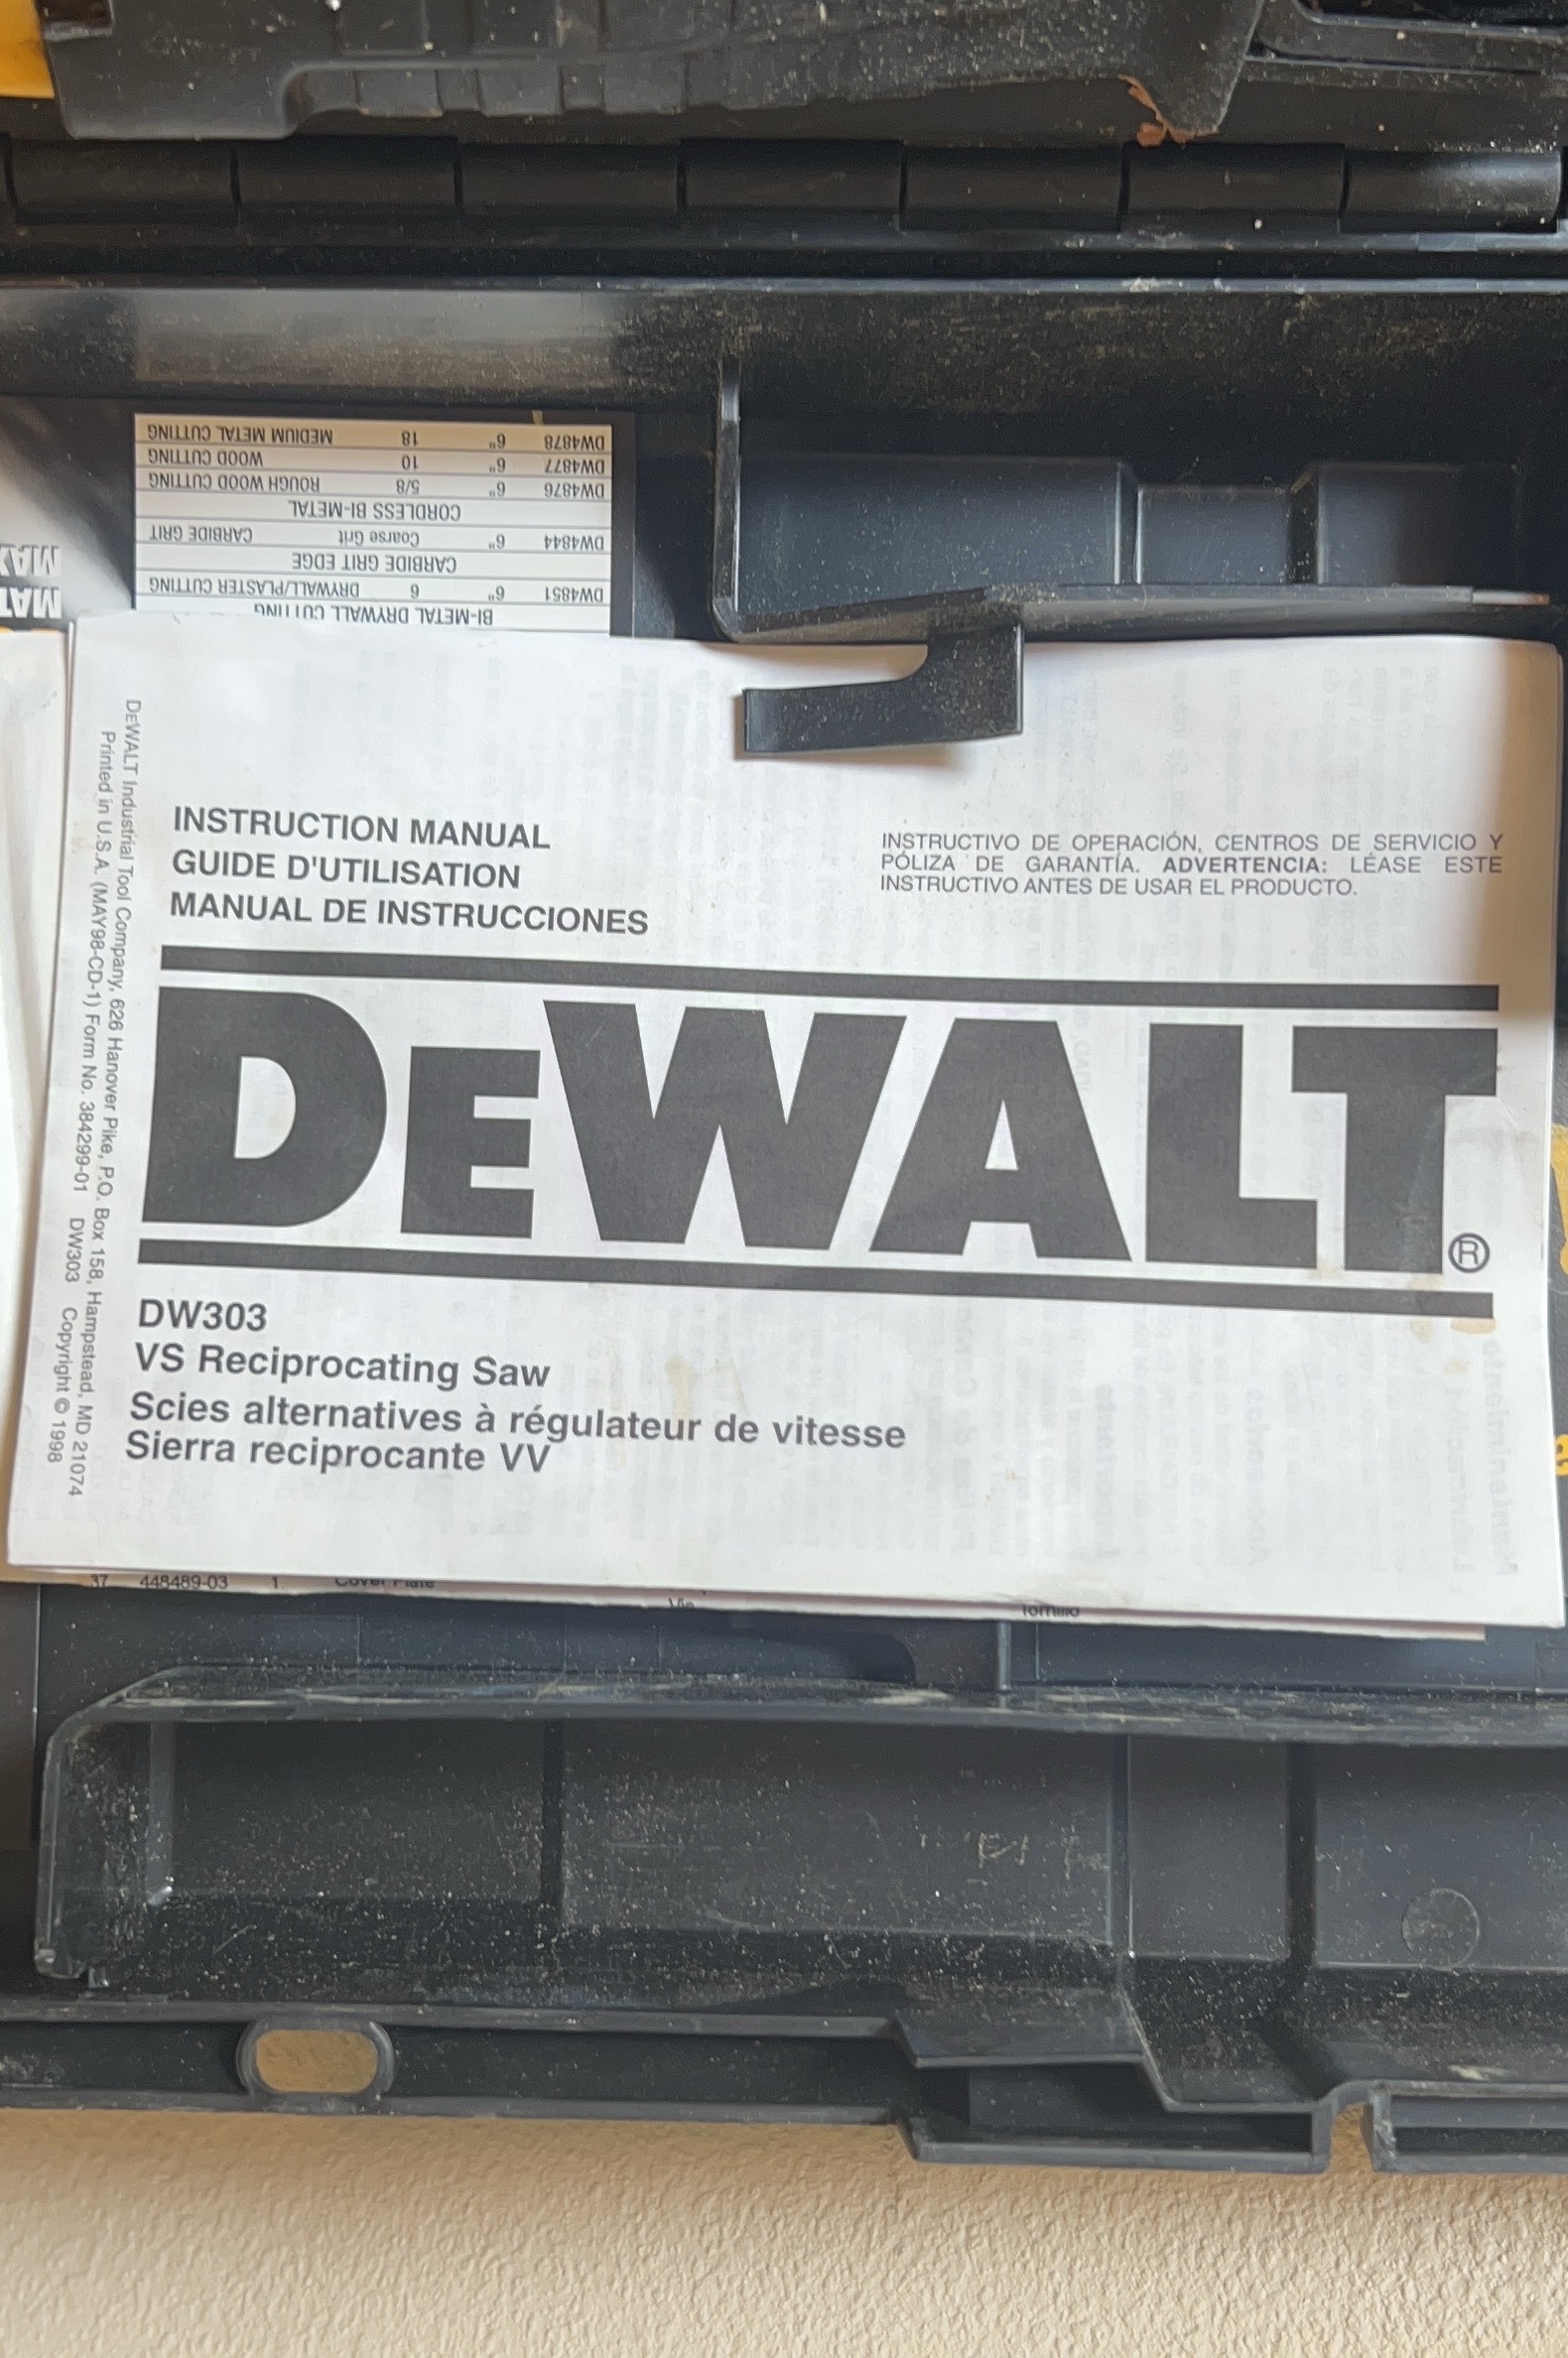 DW4878 6" 18 MEDIUM METAL CUTTING
DW4877 6" 10 WOOD CUTTING
DW4876 6" 5/8 ROUGH WOOD CUTTING
CORDLESS BI-METAL
DW4844 6" Coarse Grit CARBIDE GRIT
CARBIDE GRIT EDGE
DW4851 6" 6 DRYWALL/PLASTER CUTTING
BI-METAL DRYWALL CUTTING
DEWALT Industrial Tool Company, 626 Hanover Pike, P.O. Box 158, Hampstead, MD 21074
Printed in U.S.A. (MAY98-CD-1) Form No. 384299-01 DW303 Copyright © 1998
INSTRUCTION MANUAL
GUIDE D'UTILISATION
MANUAL DE INSTRUCCIONES
INSTRUCTIVO DE OPERACIÓN, CENTROS DE SERVICIO Y
PÓLIZA DE GARANTÍA. ADVERTENCIA: LÉASE ESTE
INSTRUCTIVO ANTES DE USAR EL PRODUCTO.
DEWALT®
DW303
VS Reciprocating Saw
Scies alternatives à régulateur de vitesse
Sierra reciprocante VV
37 448489-03 1 Cover Plate
Vis
Tornillo